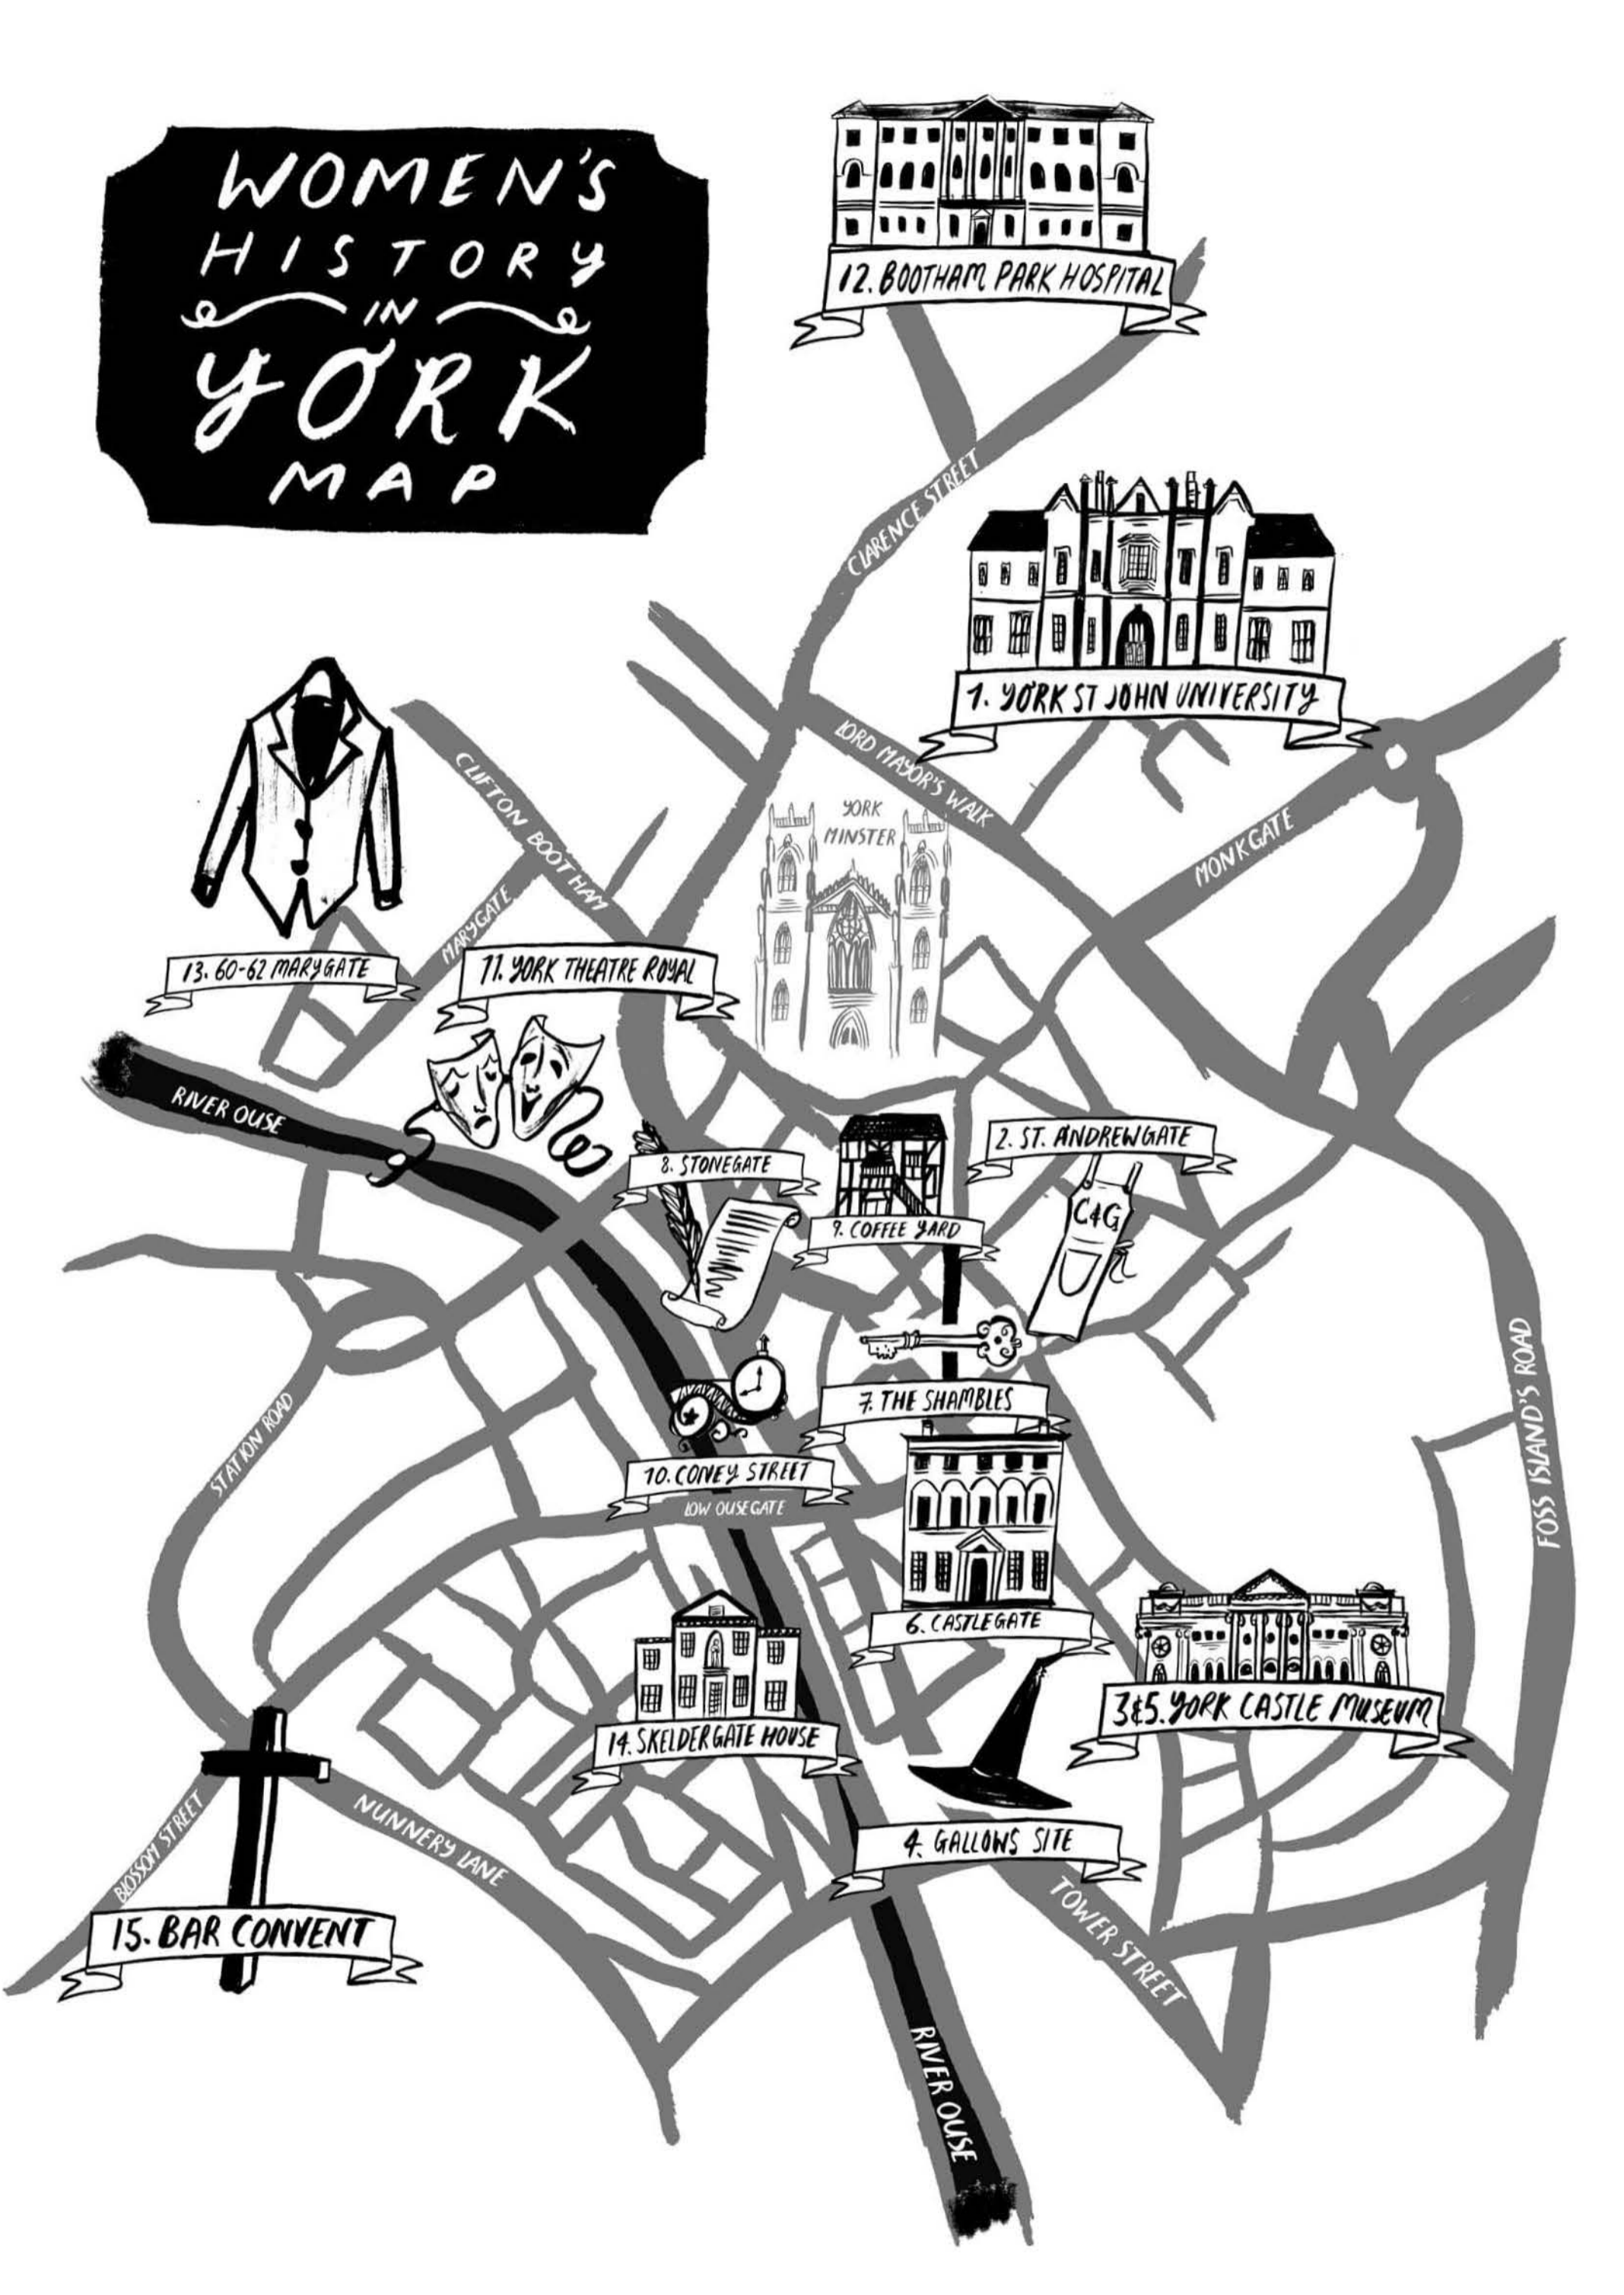 WOMEN'S
HISTORY
IN
YORK
MAP
12. BOOTHAM PARK HOSPITAL
CLARENCE STREET
1. YORK ST JOHN UNIVERSITY
LORD MAYOR'S WALK
MONKGATE
YORK
MINSTER
CLIFTON BOOTHAM
MARYGATE
13. 60-62 MARYGATE
11. YORK THEATRE ROYAL
RIVER OUSE
8. STONEGATE
2. ST. ANDREWGATE
C&G
9. COFFEE YARD
7. THE SHAMBLES
STATION ROAD
FOSS ISLAND'S ROAD
10. CONEY STREET
LOW OUSEGATE
6. CASTLEGATE
3&5. YORK CASTLE MUSEUM
14. SKELDERGATE HOUSE
4. GALLOWS SITE
BLOSSOM STREET
NUNNERY LANE
15. BAR CONVENT
TOWER STREET
RIVER OUSE